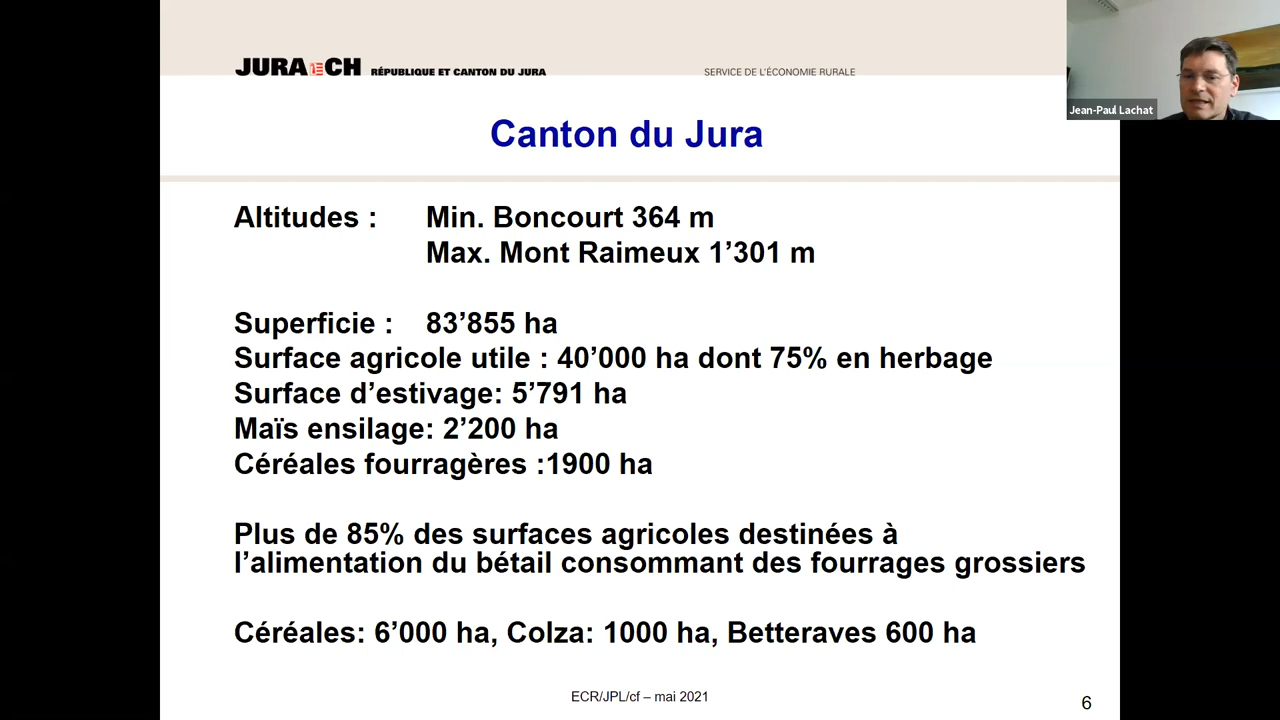 JURA CH RÉPUBLIQUE ET CANTON DU JURA
SERVICE DE L'ÉCONOMIE RURALE
Jean-Paul Lachat
Canton du Jura
Altitudes : Min. Boncourt 364 m
Max. Mont Raimeux 1’301 m
Superficie : 83’855 ha
Surface agricole utile : 40’000 ha dont 75% en herbage
Surface d’estivage: 5’791 ha
Maïs ensilage: 2’200 ha
Céréales fourragères :1900 ha
Plus de 85% des surfaces agricoles destinées à
l’alimentation du bétail consommant des fourrages grossiers
Céréales: 6’000 ha, Colza: 1000 ha, Betteraves 600 ha
ECR/JPL/cf – mai 2021
6